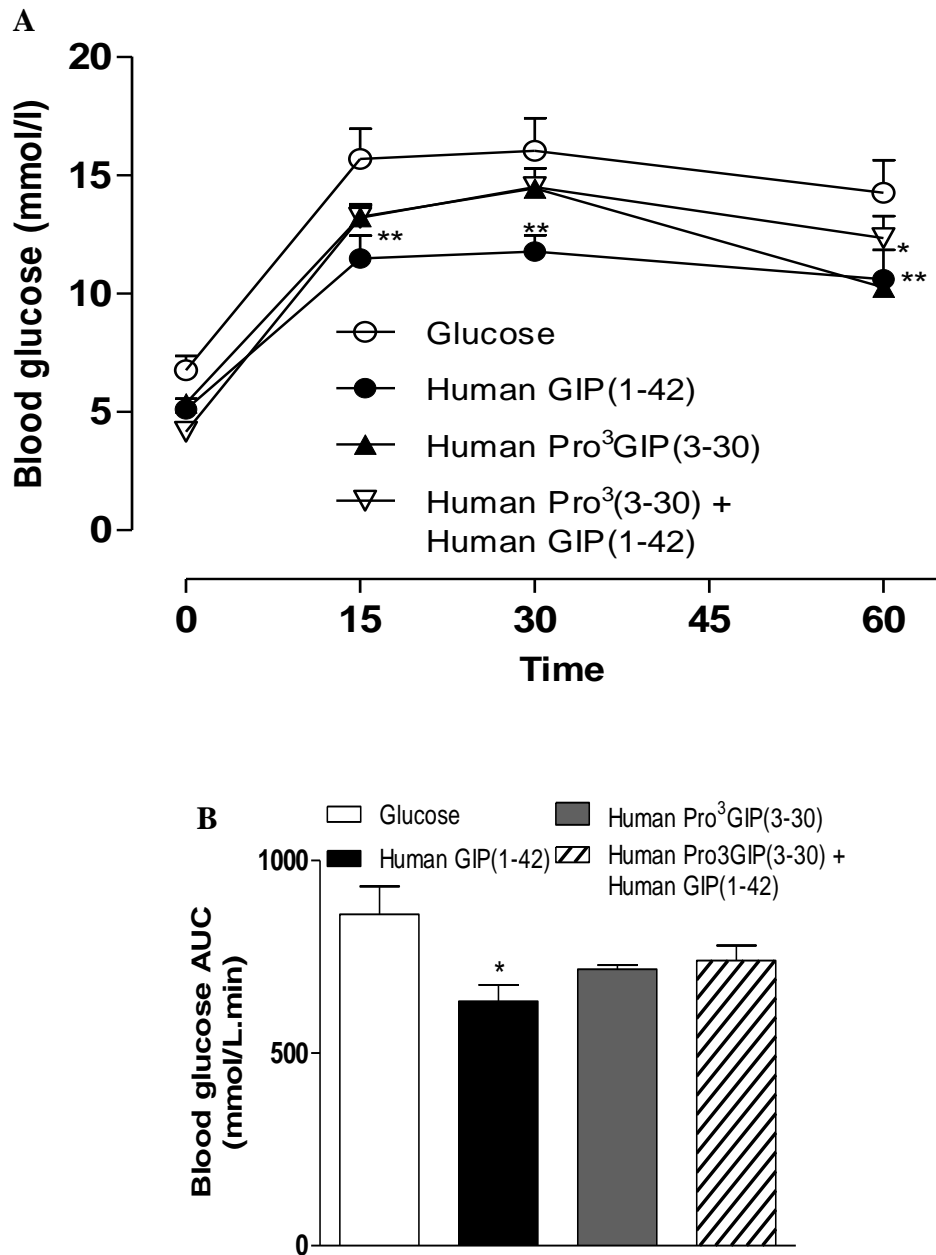 A
Blood glucose (mmol/l)
20
15
10
5
0
**
**
*
**
Glucose
Human GIP(1-42)
Human Pro³GIP(3-30)
Human Pro³(3-30) +
Human GIP(1-42)
0 15 30 45 60
Time
B
Glucose
Human GIP(1-42)
Human Pro³GIP(3-30)
Human Pro3GIP(3-30) +
Human GIP(1-42)
Blood glucose AUC
(mmol/L.min)
1000
500
0
*